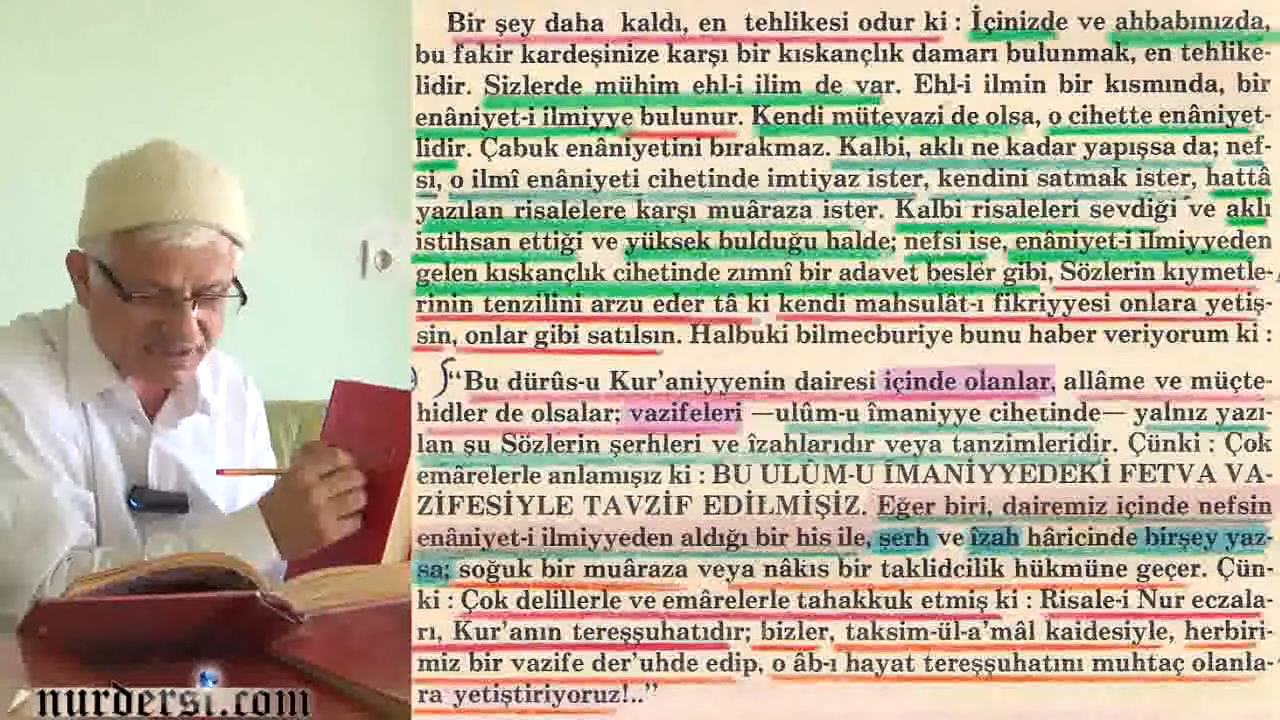 Bir şey daha kaldı, en tehlikesi odur ki : İçinizde ve ahbabınızda,
bu fakir kardeşinize karşı bir kıskançlık damarı bulunmak, en tehlike-
lidir. Sizlerde mühim ehl-i ilim de var. Ehl-i ilmin bir kısmında, bir
enâniyet-i ilmiyye bulunur. Kendi mütevazi de olsa, o cihette enâniyet-
lidir. Çabuk enâniyetini bırakmaz. Kalbi, aklı ne kadar yapışsa da; nef-
si, o ilmî enâniyeti cihetinde imtiyaz ister, kendini satmak ister, hattâ
yazılan risalelere karşı muâraza ister. Kalbi risaleleri sevdiği ve aklı
istihsan ettiği ve yüksek bulduğu halde; nefsi ise, enâniyet-i ilmiyyeden
gelen kıskançlık cihetinde zımnî bir adavet besler gibi, Sözlerin kıymetle-
rinin tenzilini arzu eder tâ ki kendi mahsulât-ı fikriyyesi onlara yetiş-
sin, onlar gibi satılsın. Halbuki bilmecburiye bunu haber veriyorum ki :
“Bu dürûs-u Kur'aniyyenin dairesi içinde olanlar, allâme ve müçte-
hidler de olsalar; vazifeleri —ulûm-u îmaniyye cihetinde— yalnız yazı-
lan şu Sözlerin şerhleri ve îzahlarıdır veya tanzimleridir. Çünki : Çok
emârelerle anlamışız ki : BU ULÛM-U ÎMANİYYEDEKİ FETVA VA-
ZİFESİYLE TAVZİF EDİLMİŞİZ. Eğer biri, dairemiz içinde nefsin
enâniyet-i ilmiyyeden aldığı bir his ile, şerh ve îzah hâricinde birşey yaz-
sa; soğuk bir muâraza veya nâkıs bir taklidcilik hükmüne geçer. Çün-
ki : Çok delillerle ve emârelerle tahakkuk etmiş ki : Risale-i Nur eczala-
rı, Kur'anın tereşşuhatıdır; bizler, taksim-ül-a'mâl kaidesiyle, herbiri-
miz bir vazife der'uhde edip, o âb-ı hayat tereşşuhatını muhtaç olanla-
ra yetiştiriyoruz!..”
nurdersi.com